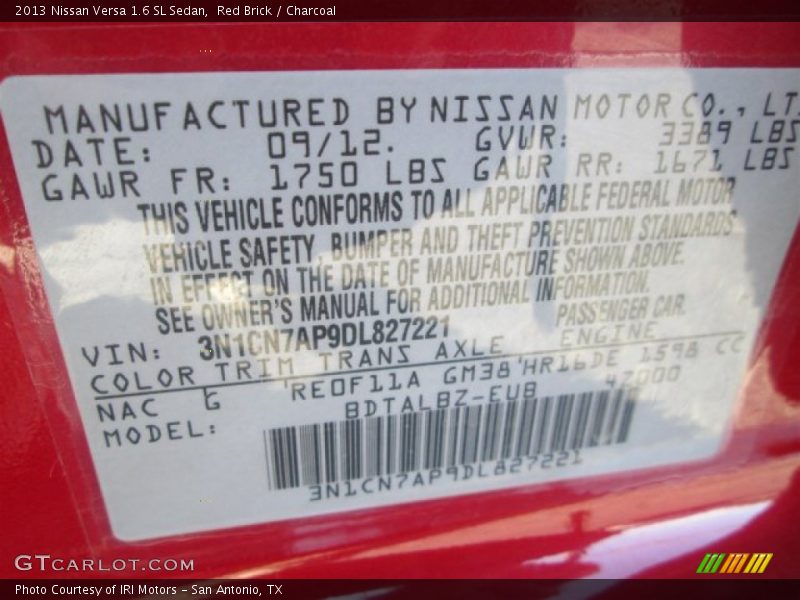 2013 Nissan Versa 1.6 SL Sedan,  Red Brick / Charcoal
MANUFACTURED BY NISSAN MOTOR CO., LT
DATE: 09/12. GVWR: 3389 LBS
GAWR FR: 1750 LBS GAWR RR: 1671 LBS
THIS VEHICLE CONFORMS TO ALL APPLICABLE FEDERAL MOTOR
VEHICLE SAFETY, BUMPER AND THEFT PREVENTION STANDARDS
IN EFFECT ON THE DATE OF MANUFACTURE SHOWN ABOVE.
SEE OWNER'S MANUAL FOR ADDITIONAL INFORMATION.
VIN: 3N1CN7AP9DL827221 PASSENGER CAR.
COLOR TRIM TRANS AXLE ENGINE
NAC G RE0F11A GM38 HR16DE 1598 CC
MODEL: BDTALBZ-EUB 47000
3N1CN7AP9DL827221
GTCARLOT.COM
Photo Courtesy of IRI Motors - San Antonio, TX